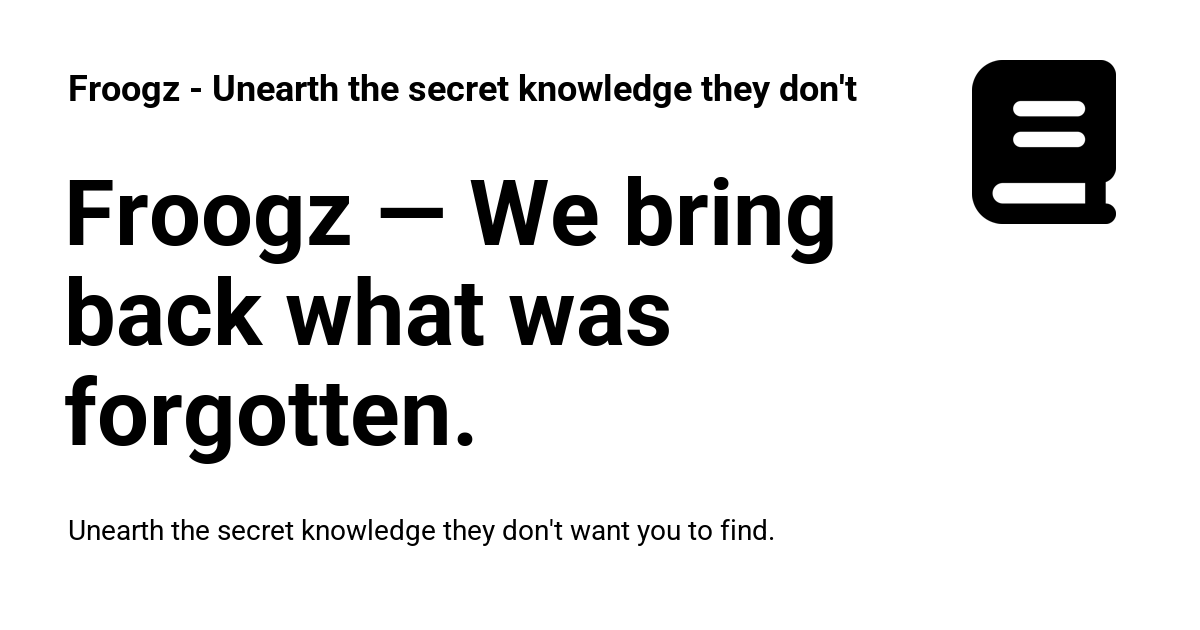 Froogz - Unearth the secret knowledge they don't
Froogz — We bring
back what was
forgotten.
Unearth the secret knowledge they don't want you to find.